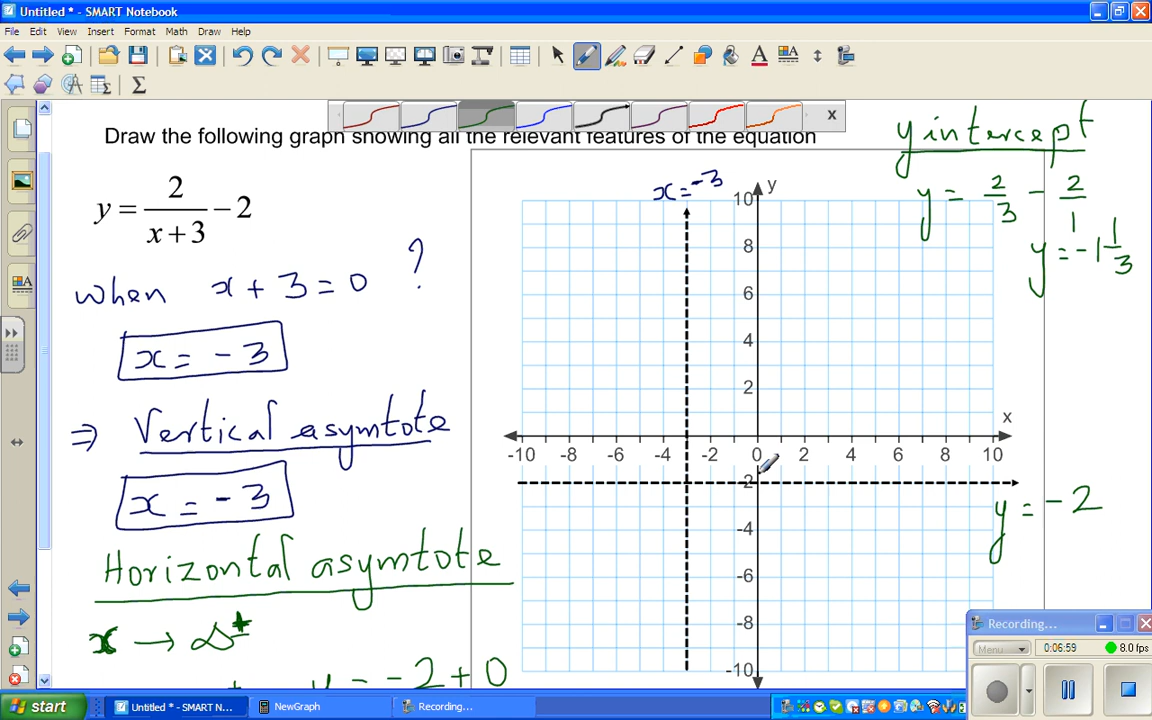 Untitled * - SMART Notebook
File Edit View Insert Format Math Draw Help
Draw the following graph showing all the relevant features of the equation
y = 2/(x + 3) − 2
when x + 3 = 0 ?
x = -3
⇒ Vertical asymtote
x = -3
Horizontal asymtote
x → ∞±
y = -2 + 0
x = -3
y
10
8
6
4
2
x
-10 -8 -6 -4 -2 0 2 4 6 8 10
-2
-4
-6
-8
-10
y = -2
y intercept
y = 2/3 - 2/1
y = -1 1/3
Recording...
Menu 0:06:59 8.0 fps
start Untitled * - SMART N... NewGraph Recording...